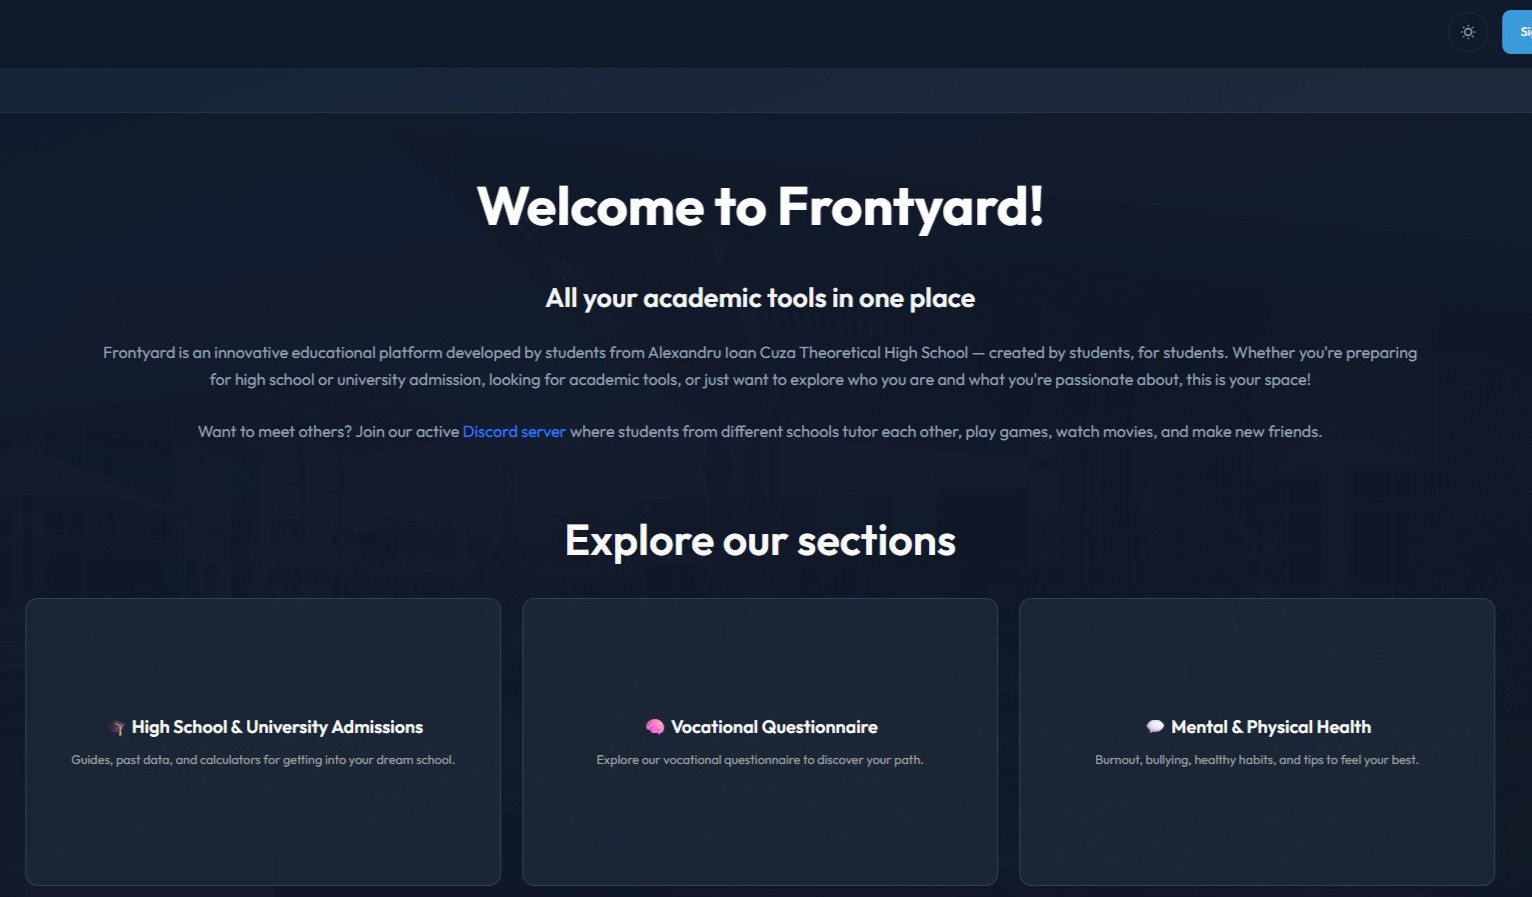 Welcome to Frontyard!
All your academic tools in one place
Frontyard is an innovative educational platform developed by students from Alexandru Ioan Cuza Theoretical High School — created by students, for students. Whether you're preparing
for high school or university admission, looking for academic tools, or just want to explore who you are and what you're passionate about, this is your space!
Want to meet others? Join our active Discord server where students from different schools tutor each other, play games, watch movies, and make new friends.
Explore our sections
High School & University Admissions
Guides, past data, and calculators for getting into your dream school.
Vocational Questionnaire
Explore our vocational questionnaire to discover your path.
Mental & Physical Health
Burnout, bullying, healthy habits, and tips to feel your best.